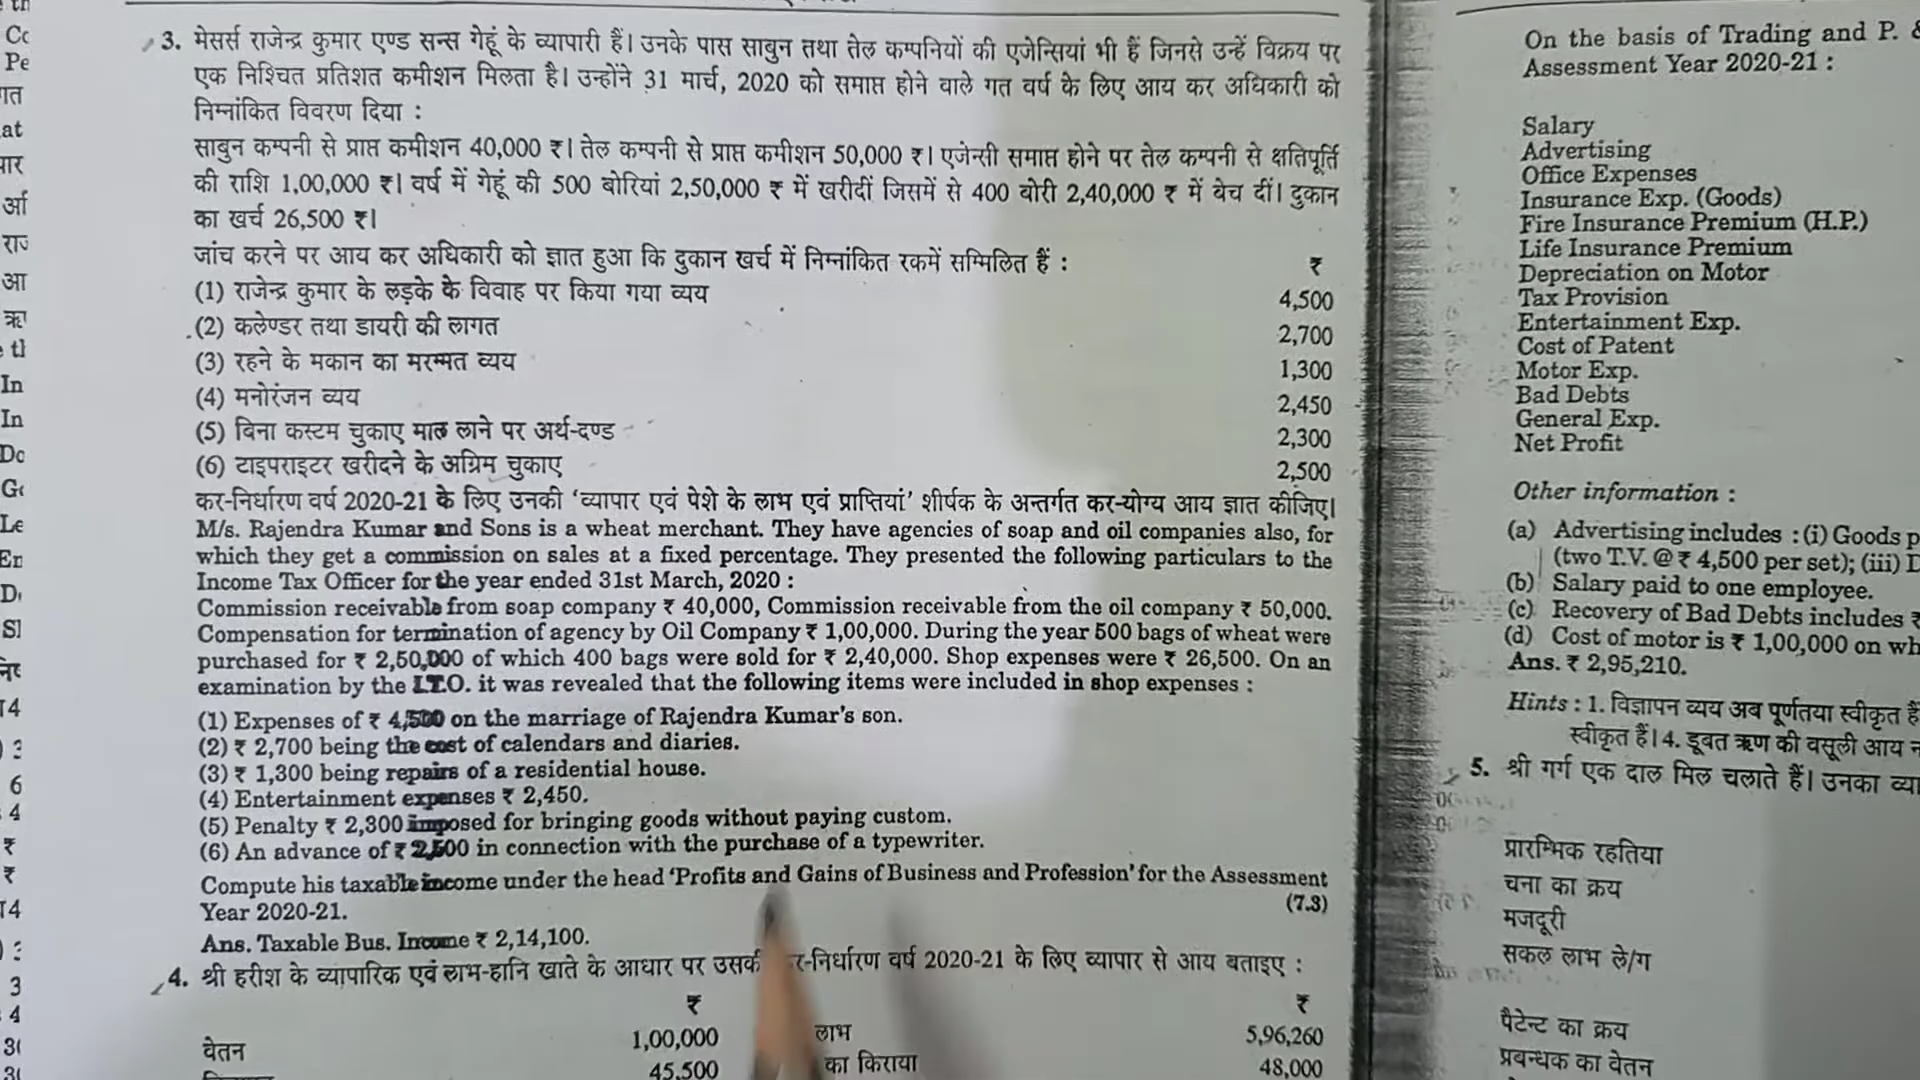 3. मेसर्स राजेन्द्र कुमार एण्ड सन्स गेहूं के व्यापारी हैं। उनके पास साबुन तथा तेल कम्पनियों की एजेन्सियां भी हैं जिनसे उन्हें विक्रय पर
एक निश्चित प्रतिशत कमीशन मिलता है। उन्होंने 31 मार्च, 2020 को समाप्त होने वाले गत वर्ष के लिए आय कर अधिकारी को
निम्नांकित विवरण दिया :
साबुन कम्पनी से प्राप्त कमीशन 40,000 ₹। तेल कम्पनी से प्राप्त कमीशन 50,000 ₹। एजेन्सी समाप्त होने पर तेल कम्पनी से क्षतिपूर्ति
की राशि 1,00,000 ₹। वर्ष में गेहूं की 500 बोरियां 2,50,000 ₹ में खरीदीं जिसमें से 400 बोरी 2,40,000 ₹ में बेच दीं। दुकान
का खर्च 26,500 ₹।
जांच करने पर आय कर अधिकारी को ज्ञात हुआ कि दुकान खर्च में निम्नांकित रकमें सम्मिलित हैं : ₹
(1) राजेन्द्र कुमार के लड़के के विवाह पर किया गया व्यय 4,500
(2) कलेण्डर तथा डायरी की लागत 2,700
(3) रहने के मकान का मरम्मत व्यय 1,300
(4) मनोरंजन व्यय 2,450
(5) बिना कस्टम चुकाए माल लाने पर अर्थ-दण्ड 2,300
(6) टाइपराइटर खरीदने के अग्रिम चुकाए 2,500
कर-निर्धारण वर्ष 2020-21 के लिए उनकी 'व्यापार एवं पेशे के लाभ एवं प्राप्तियां' शीर्षक के अन्तर्गत कर-योग्य आय ज्ञात कीजिए।
M/s. Rajendra Kumar and Sons is a wheat merchant. They have agencies of soap and oil companies also, for
which they get a commission on sales at a fixed percentage. They presented the following particulars to the
Income Tax Officer for the year ended 31st March, 2020 :
Commission receivable from soap company ₹ 40,000, Commission receivable from the oil company ₹ 50,000.
Compensation for termination of agency by Oil Company ₹ 1,00,000. During the year 500 bags of wheat were
purchased for ₹ 2,50,000 of which 400 bags were sold for ₹ 2,40,000. Shop expenses were ₹ 26,500. On an
examination by the I.T.O. it was revealed that the following items were included in shop expenses :
(1) Expenses of ₹ 4,500 on the marriage of Rajendra Kumar's son.
(2) ₹ 2,700 being the cost of calendars and diaries.
(3) ₹ 1,300 being repairs of a residential house.
(4) Entertainment expenses ₹ 2,450.
(5) Penalty ₹ 2,300 imposed for bringing goods without paying custom.
(6) An advance of ₹ 2,500 in connection with the purchase of a typewriter.
Compute his taxable income under the head 'Profits and Gains of Business and Profession' for the Assessment
Year 2020-21. (7.3)
Ans. Taxable Bus. Income ₹ 2,14,100.
4. श्री हरीश के व्यापारिक एवं लाभ-हानि खाते के आधार पर उसकी कर-निर्धारण वर्ष 2020-21 के लिए व्यापार से आय बताइए :
₹ ₹
वेतन 1,00,000 लाभ 5,96,260
45,500 का किराया 48,000
On the basis of Trading and P. &
Assessment Year 2020-21 :
Salary
Advertising
Office Expenses
Insurance Exp. (Goods)
Fire Insurance Premium (H.P.)
Life Insurance Premium
Depreciation on Motor
Tax Provision
Entertainment Exp.
Cost of Patent
Motor Exp.
Bad Debts
General Exp.
Net Profit
Other information :
(a) Advertising includes : (i) Goods p
(two T.V. @ ₹ 4,500 per set); (iii) D
(b) Salary paid to one employee.
(c) Recovery of Bad Debts includes ₹
(d) Cost of motor is ₹ 1,00,000 on wh
Ans. ₹ 2,95,210.
Hints : 1. विज्ञापन व्यय अब पूर्णतया स्वीकृत हैं
स्वीकृत हैं। 4. डूबत ऋण की वसूली आय न
5. श्री गर्ग एक दाल मिल चलाते हैं। उनका व्या
प्रारम्भिक रहतिया
चना का क्रय
मजदूरी
सकल लाभ ले/ग
पैटेन्ट का क्रय
प्रबन्धक का वेतन